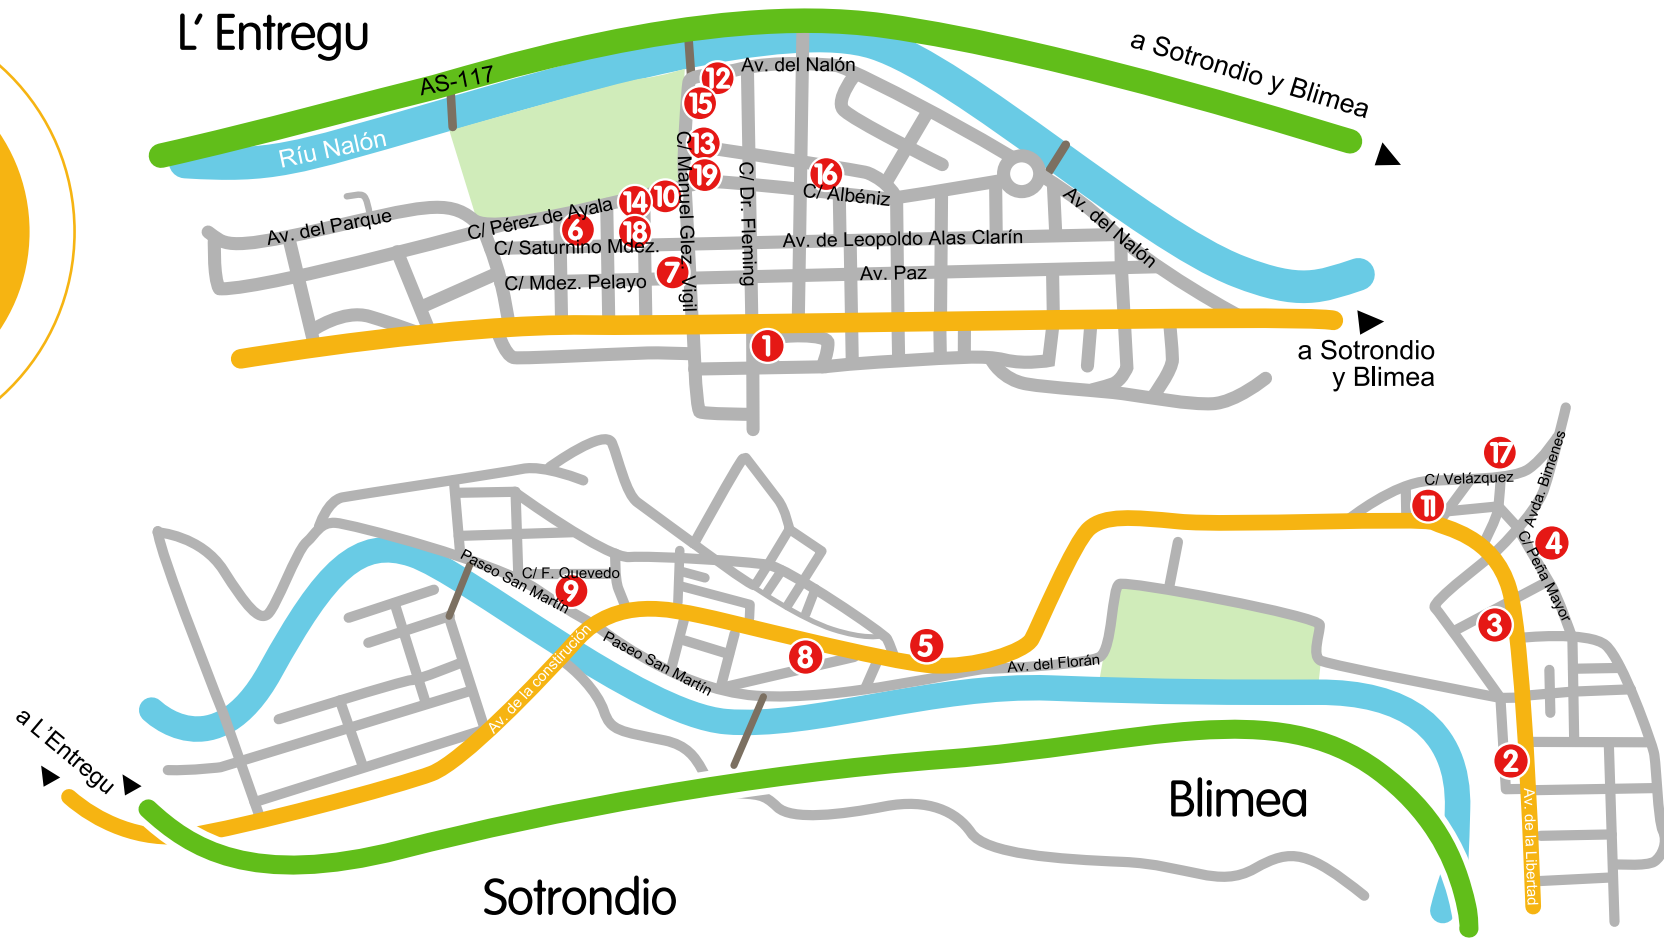 L' Entregu
a Sotrondio y Blimea
AS-117
Av. del Nalón
Ríu Nalón
12
15
13
C/ Manuel Glez. Vigil
19
16
C/ Dr. Fleming
C/ Albéniz
14
10
Av. del Parque
C/ Pérez de Ayala
6
18
C/ Saturnino Mdez.
Av. de Leopoldo Alas Clarín
Av. del Nalón
7
C/ Mdez. Pelayo
Av. Paz
1
a Sotrondio
y Blimea
17
C/ Velázquez
Avda. Bimenes
11
4
C/ Peña Mayor
Paseo San Martín
C/ F. Quevedo
9
3
Av. de la constirución
Paseo San Martín
8
5
Av. del Florán
a L'Entregu
2
Blimea
Av. de la Libertad
Sotrondio